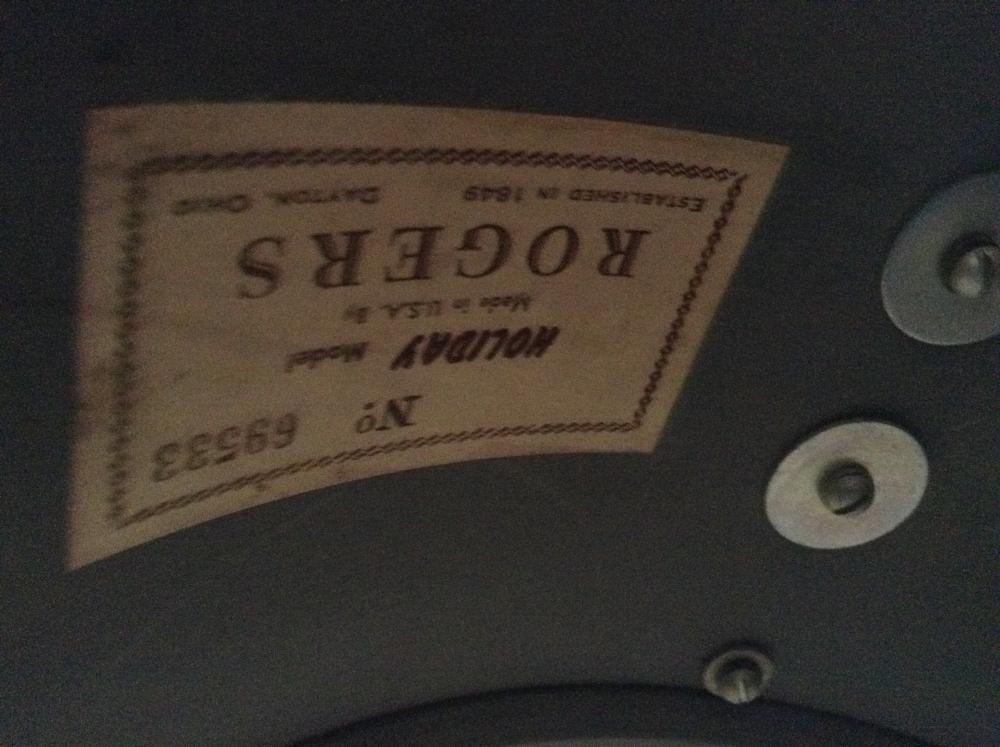 Nº 69533
HOLIDAY Model
Made in U.S.A. By
ROGERS
ESTABLISHED IN 1849 DAYTON, OHIO